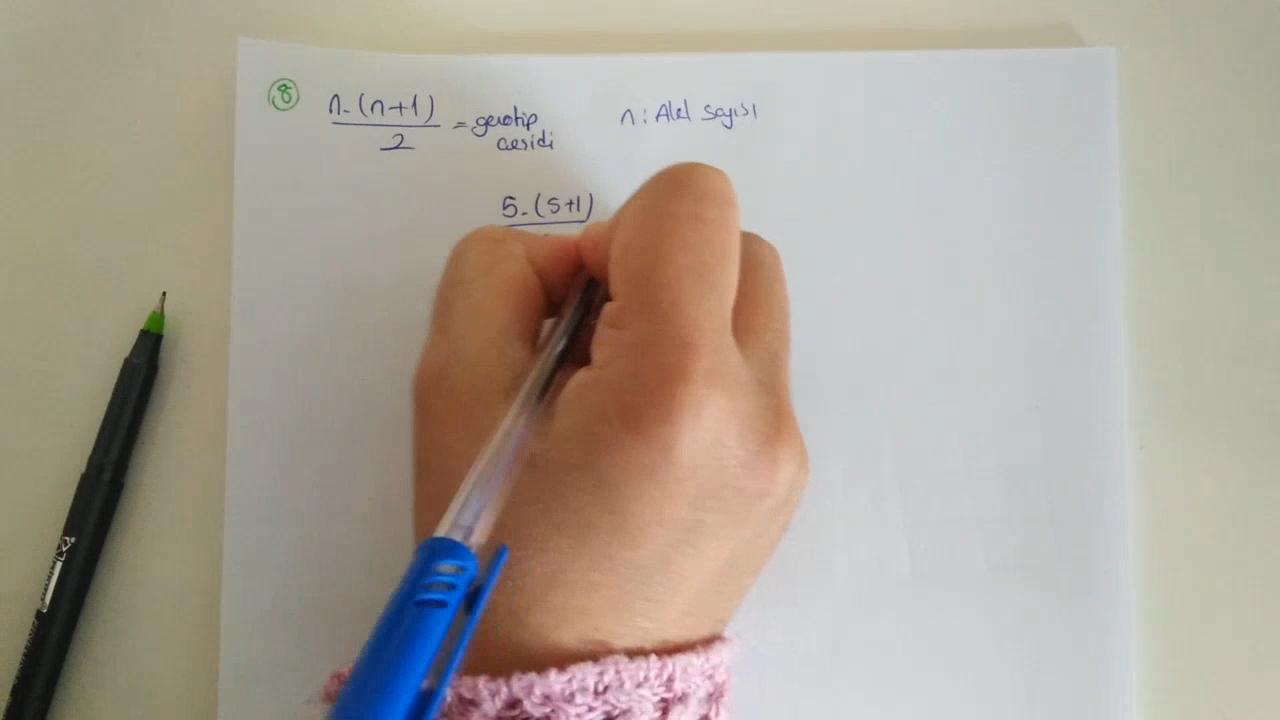 8
n.(n+1)
2
= genotip
çeşidi
n : Alel sayısı
5.(5+1)